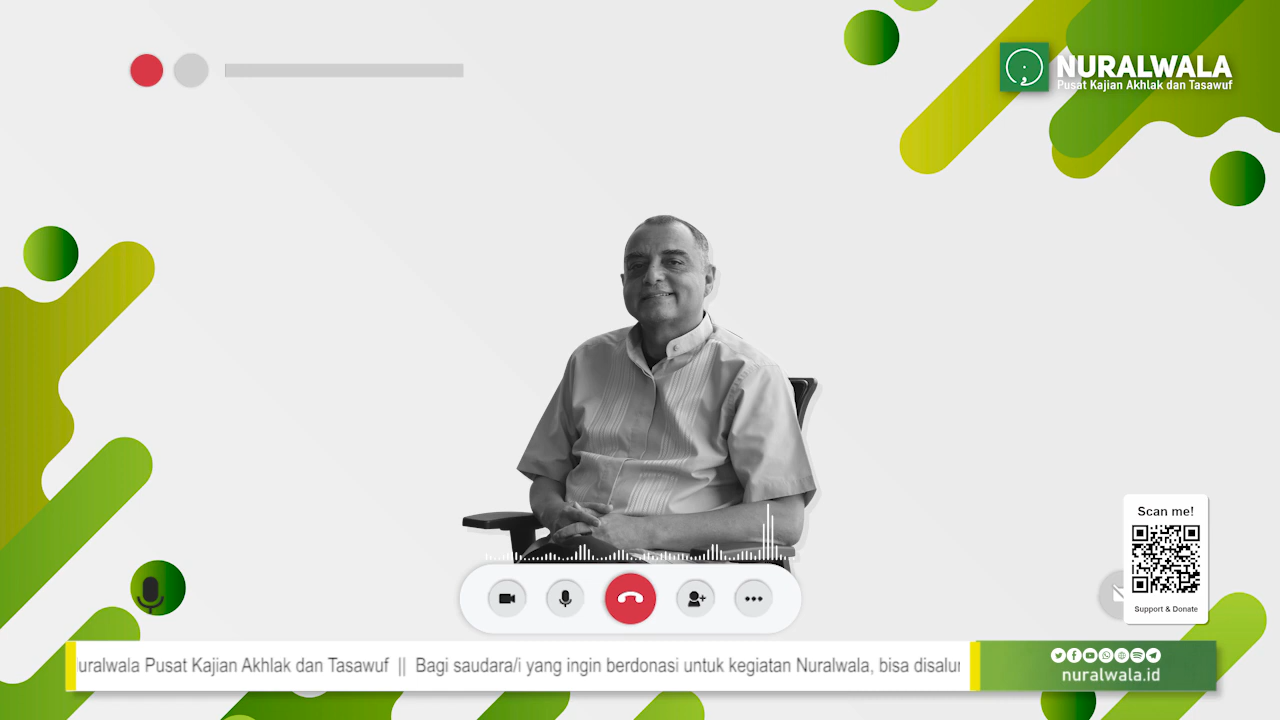 NURALWALA
Pusat Kajian Akhlak dan Tasawuf
Scan me!
Support & Donate
uralwala Pusat Kajian Akhlak dan Tasawuf || Bagi saudara/i yang ingin berdonasi untuk kegiatan Nuralwala, bisa disalur
nuralwala.id